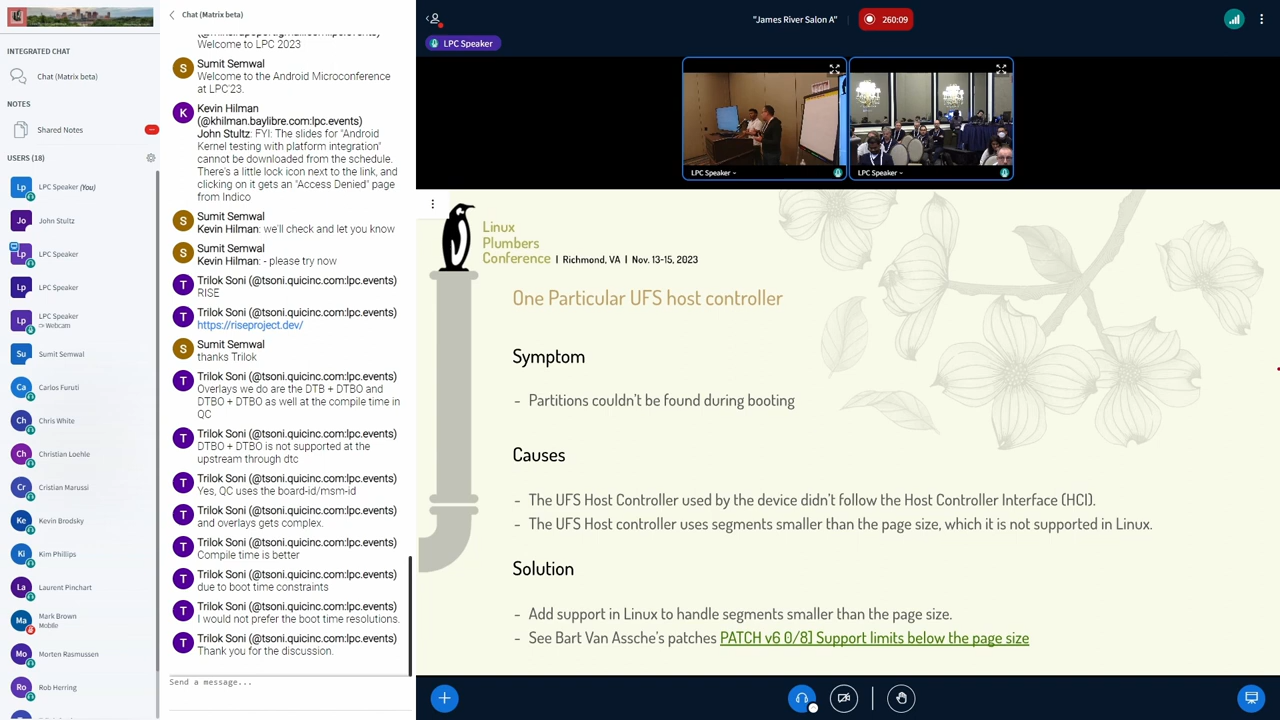 INTEGRATED CHAT
Chat (Matrix beta)
NOTES
Shared Notes
USERS (18)
Lp
LPC Speaker (You)
Jo
John Stultz
Lp
LPC Speaker
Lp
LPC Speaker
Lp
LPC Speaker
Webcam
Su
Sumit Semwal
Ca
Carlos Furuti
Ch
Chris White
Ch
Christian Loehle
Cr
Cristian Marussi
Ke
Kevin Brodsky
Ki
Kim Phillips
La
Laurent Pinchart
Ma
Mark Brown
Mobile
Mo
Morten Rasmussen
Ro
Rob Herring
Chat (Matrix beta)
Welcome to LPC 2023
S
Sumit Semwal
Welcome to the Android Microconference
at LPC'23.
K
Kevin Hilman
(@khilman.baylibre.com:lpc.events)
John Stultz: FYI: The slides for "Android
Kernel testing with platform integration"
cannot be downloaded from the schedule.
There's a little lock icon next to the link, and
clicking on it gets an "Access Denied" page
from Indico
S
Sumit Semwal
Kevin Hilman: we'll check and let you know
S
Sumit Semwal
Kevin Hilman: - please try now
T
Trilok Soni (@tsoni.quicinc.com:lpc.events)
RISE
T
Trilok Soni (@tsoni.quicinc.com:lpc.events)
https://riseproject.dev/
S
Sumit Semwal
thanks Trilok
T
Trilok Soni (@tsoni.quicinc.com:lpc.events)
Overlays we do are the DTB + DTBO and
DTBO + DTBO as well at the compile time in
QC
T
Trilok Soni (@tsoni.quicinc.com:lpc.events)
DTBO + DTBO is not supported at the
upstream through dtc
T
Trilok Soni (@tsoni.quicinc.com:lpc.events)
Yes, QC uses the board-id/msm-id
T
Trilok Soni (@tsoni.quicinc.com:lpc.events)
and overlays gets complex.
T
Trilok Soni (@tsoni.quicinc.com:lpc.events)
Compile time is better
T
Trilok Soni (@tsoni.quicinc.com:lpc.events)
due to boot time constraints
T
Trilok Soni (@tsoni.quicinc.com:lpc.events)
I would not prefer the boot time resolutions.
T
Trilok Soni (@tsoni.quicinc.com:lpc.events)
Thank you for the discussion.
Send a message...
"James River Salon A"
260:09
LPC Speaker
LPC Speaker
LPC Speaker
Linux
Plumbers
Conference | Richmond, VA | Nov. 13-15, 2023
One Particular UFS host controller
Symptom
- Partitions couldn't be found during booting
Causes
- The UFS Host Controller used by the device didn't follow the Host Controller Interface (HCI).
- The UFS Host controller uses segments smaller than the page size, which it is not supported in Linux.
Solution
- Add support in Linux to handle segments smaller than the page size.
- See Bart Van Assche's patches PATCH v6 0/8] Support limits below the page size